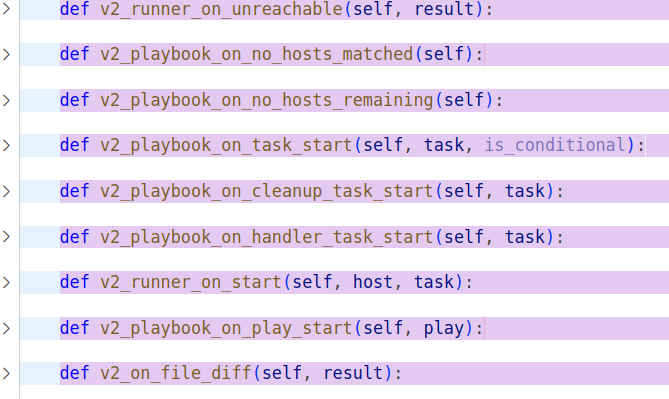 def v2_runner_on_unreachable(self, result):
def v2_playbook_on_no_hosts_matched(self):
def v2_playbook_on_no_hosts_remaining(self):
def v2_playbook_on_task_start(self, task, is_conditional):
def v2_playbook_on_cleanup_task_start(self, task):
def v2_playbook_on_handler_task_start(self, task):
def v2_runner_on_start(self, host, task):
def v2_playbook_on_play_start(self, play):
def v2_on_file_diff(self, result):